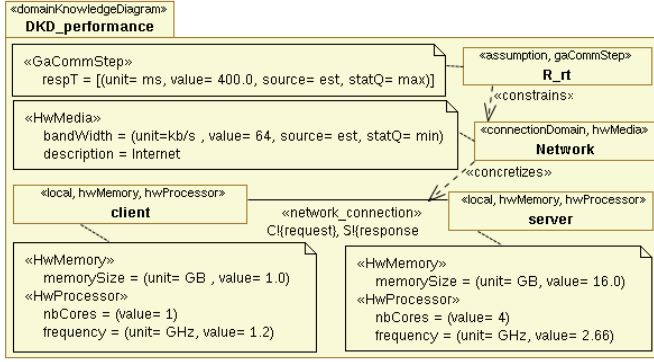 «domainKnowledgeDiagram»
DKD_performance
«GaCommStep»
respT = [(unit= ms, value= 400.0, source= est, statQ= max)]
«assumption, gaCommStep»
R_rt
«constrains»
«HwMedia»
bandWidth = (unit=kb/s , value= 64, source= est, statQ= min)
description = Internet
«connectionDomain, hwMedia»
Network
«concretizes»
«local, hwMemory, hwProcessor»
client
«network_connection»
C!{request}, S!{response
«local, hwMemory, hwProcessor»
server
«HwMemory»
memorySize = (unit= GB , value= 1.0)
«HwProcessor»
nbCores = (value= 1)
frequency = (unit= GHz, value= 1.2)
«HwMemory»
memorySize = (unit= GB, value= 16.0)
«HwProcessor»
nbCores = (value= 4)
frequency = (unit= GHz, value= 2.66)